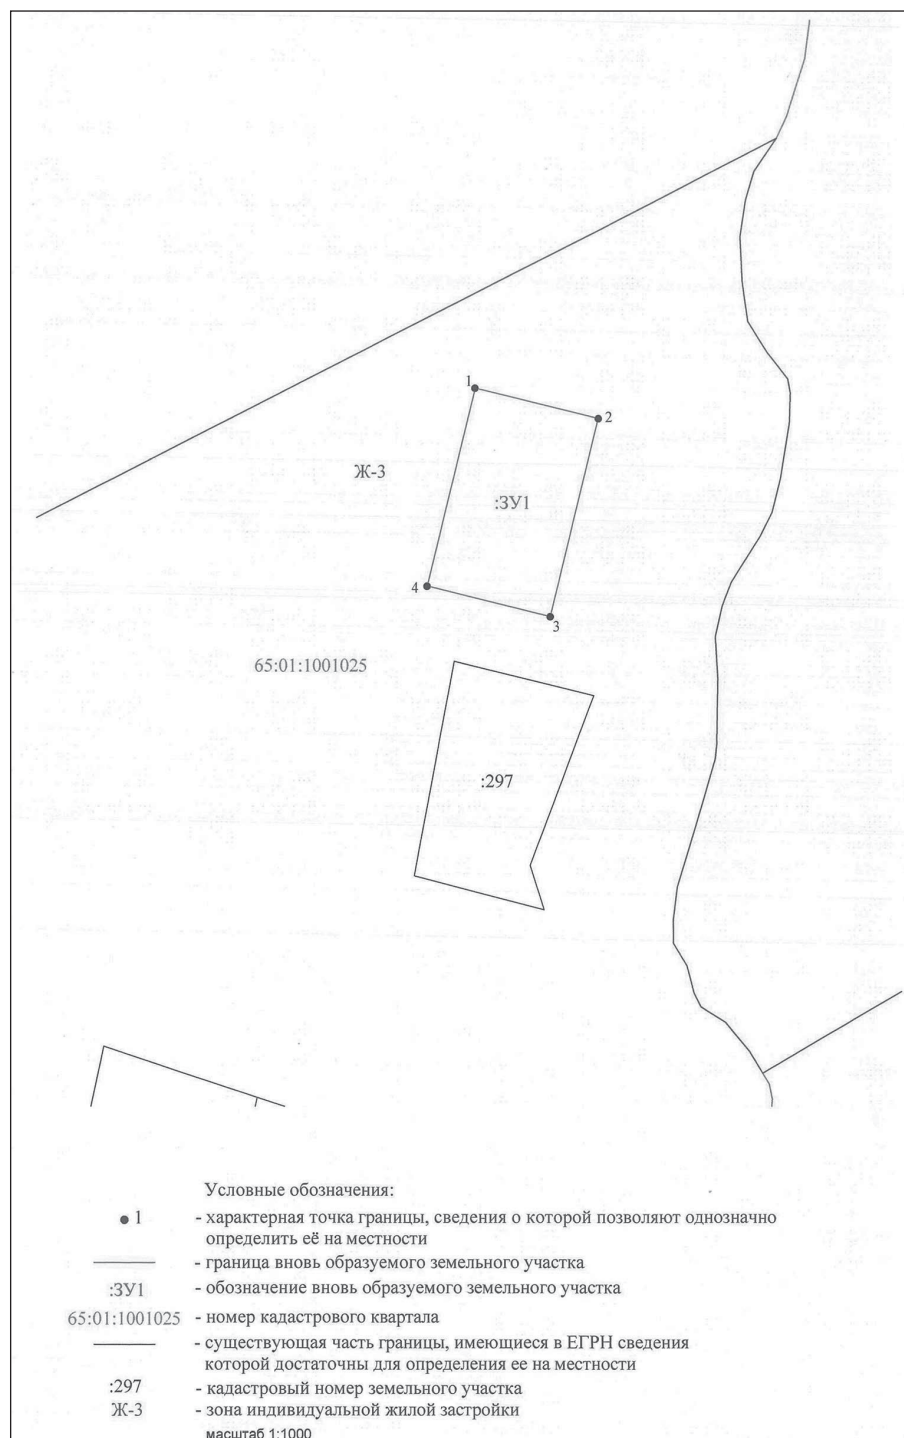 1
2
Ж-3
:ЗУ1
4
3
65:01:1001025
:297
Условные обозначения:
1 - характерная точка границы, сведения о которой позволяют однозначно
определить её на местности
- граница вновь образуемого земельного участка
:ЗУ1 - обозначение вновь образуемого земельного участка
65:01:1001025 - номер кадастрового квартала
- существующая часть границы, имеющиеся в ЕГРН сведения
которой достаточны для определения ее на местности
:297 - кадастровый номер земельного участка
Ж-3 - зона индивидуальной жилой застройки
масштаб 1:1000